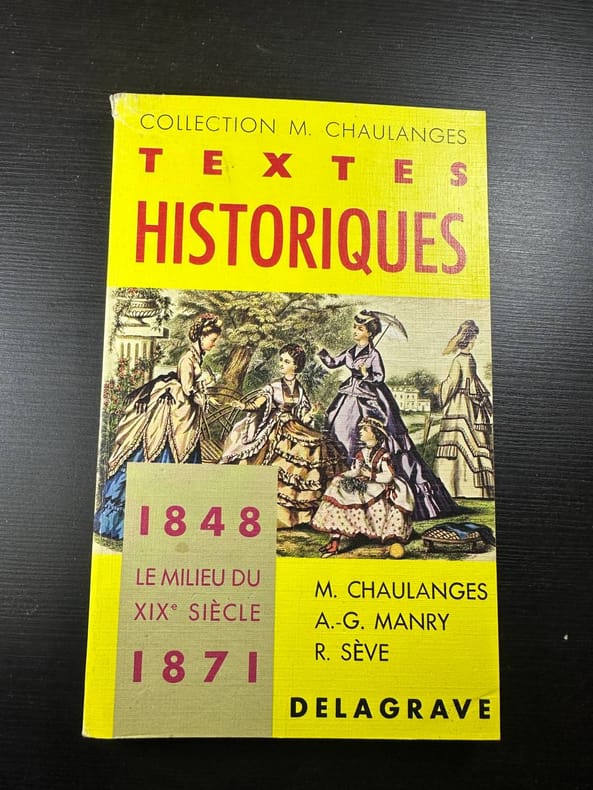 COLLECTION M. CHAULANGES
TEXTES
HISTORIQUES
1848
LE MILIEU DU
XIXe SIÈCLE
1871
M. CHAULANGES
A.-G. MANRY
R. SÈVE
DELAGRAVE